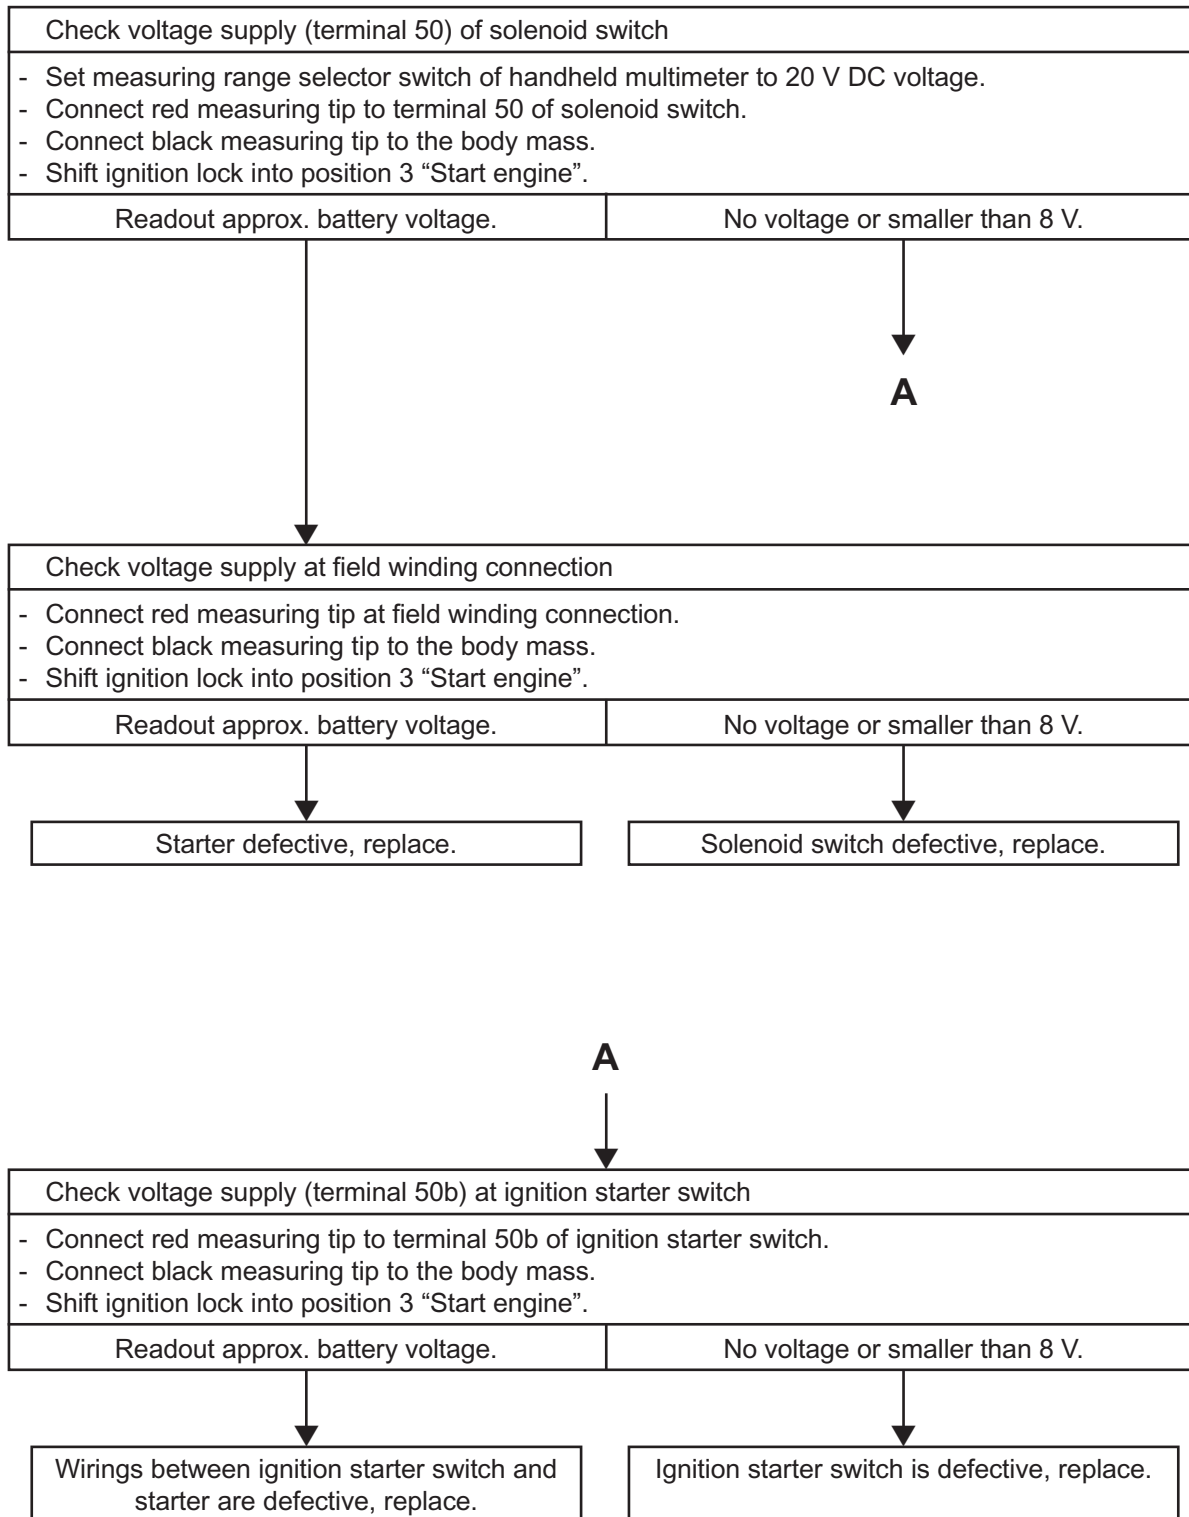 Check voltage supply (terminal 50) of solenoid switch
- Set measuring range selector switch of handheld multimeter to 20 V DC voltage.
- Connect red measuring tip to terminal 50 of solenoid switch.
- Connect black measuring tip to the body mass.
- Shift ignition lock into position 3 “Start engine”.
Readout approx. battery voltage.
No voltage or smaller than 8 V.
A
Check voltage supply at field winding connection
- Connect red measuring tip at field winding connection.
- Connect black measuring tip to the body mass.
- Shift ignition lock into position 3 “Start engine”.
Readout approx. battery voltage.
No voltage or smaller than 8 V.
Starter defective, replace.
Solenoid switch defective, replace.
A
Check voltage supply (terminal 50b) at ignition starter switch
- Connect red measuring tip to terminal 50b of ignition starter switch.
- Connect black measuring tip to the body mass.
- Shift ignition lock into position 3 “Start engine”.
Readout approx. battery voltage.
No voltage or smaller than 8 V.
Wirings between ignition starter switch and
starter are defective, replace.
Ignition starter switch is defective, replace.